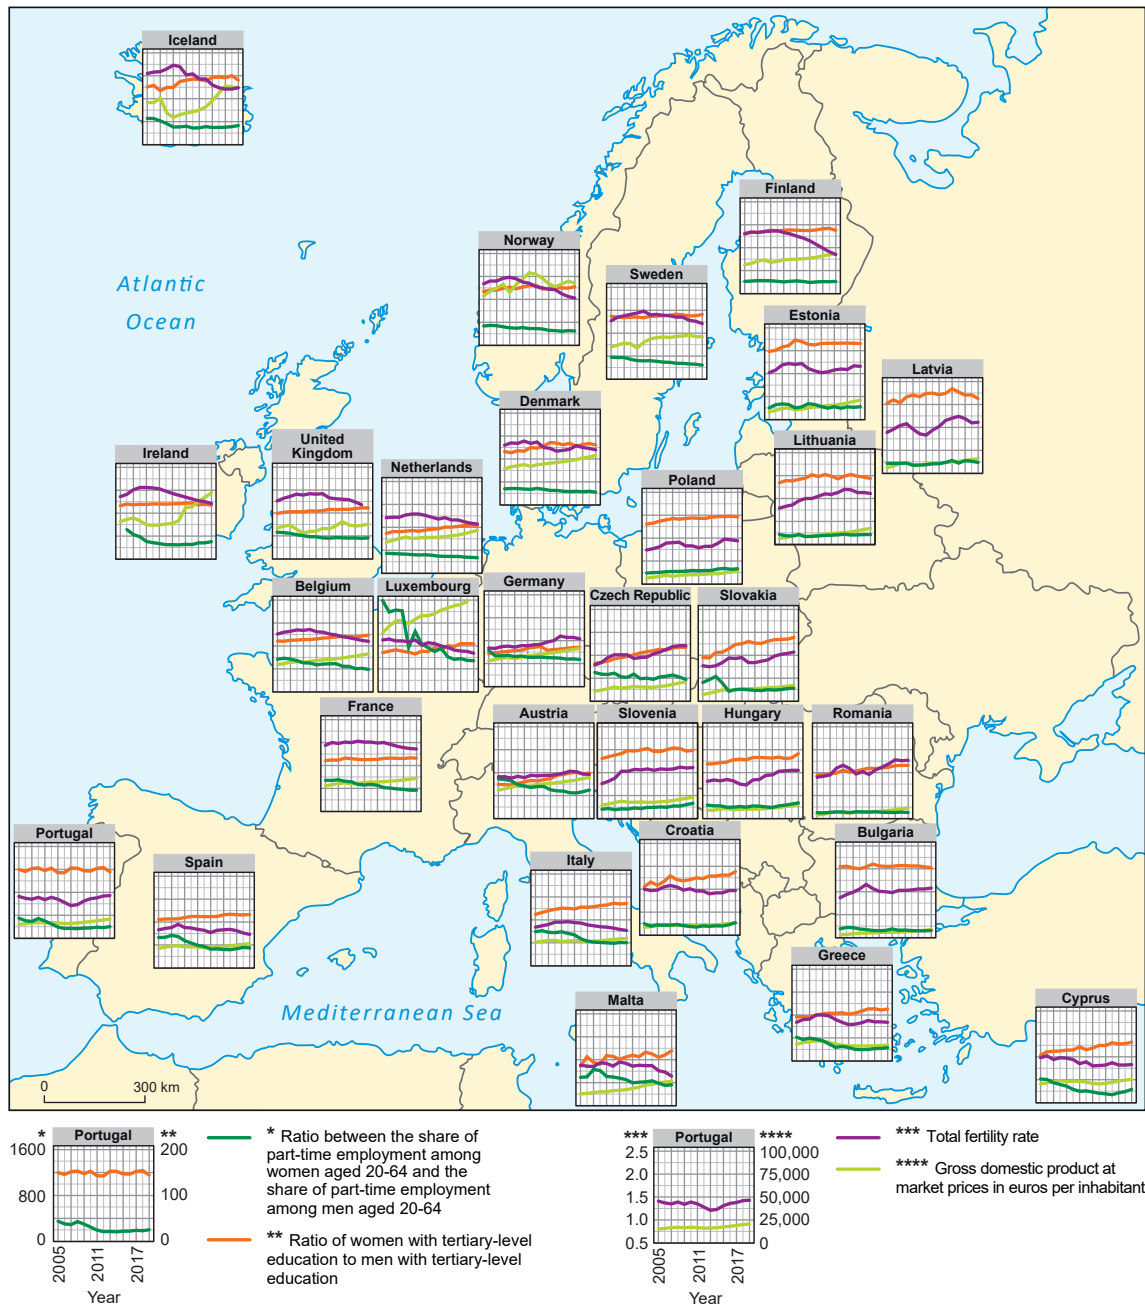 Iceland
Finland
Norway
Sweden
Atlantic
Ocean
Estonia
Latvia
Denmark
Lithuania
Ireland
United
Kingdom
Netherlands
Poland
Belgium
Luxembourg
Germany
Czech Republic
Slovakia
France
Austria
Slovenia
Hungary
Romania
Portugal
Spain
Croatia
Bulgaria
Italy
Greece
Malta
Cyprus
Mediterranean Sea
0 300 km
* Portugal **
1600
800
0
200
100
0
2005
2011
2017
Year
* Ratio between the share of
part-time employment among
women aged 20-64 and the
share of part-time employment
among men aged 20-64
** Ratio of women with tertiary-level
education to men with tertiary-level
education
*** Portugal ****
2.5
2.0
1.5
1.0
0.5
100,000
75,000
50,000
25,000
0
2005
2011
2017
Year
*** Total fertility rate
**** Gross domestic product at
market prices in euros per inhabitant